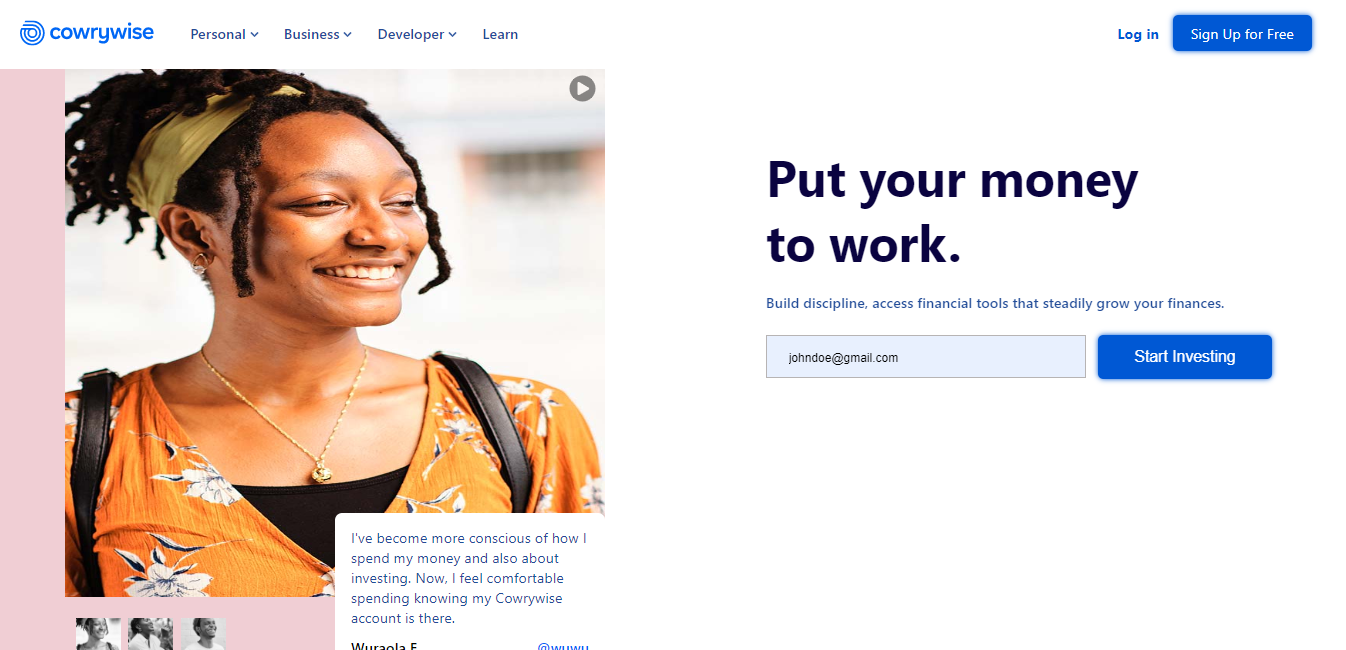 cowrywise
Personal
Business
Developer
Learn
Log in
Sign Up for Free
Put your money
to work.
Build discipline, access financial tools that steadily grow your finances.
johndoe@gmail.com
Start Investing
I've become more conscious of how I
spend my money and also about
investing. Now, I feel comfortable
spending knowing my Cowrywise
account is there.
Wuraola F.
@wuwu